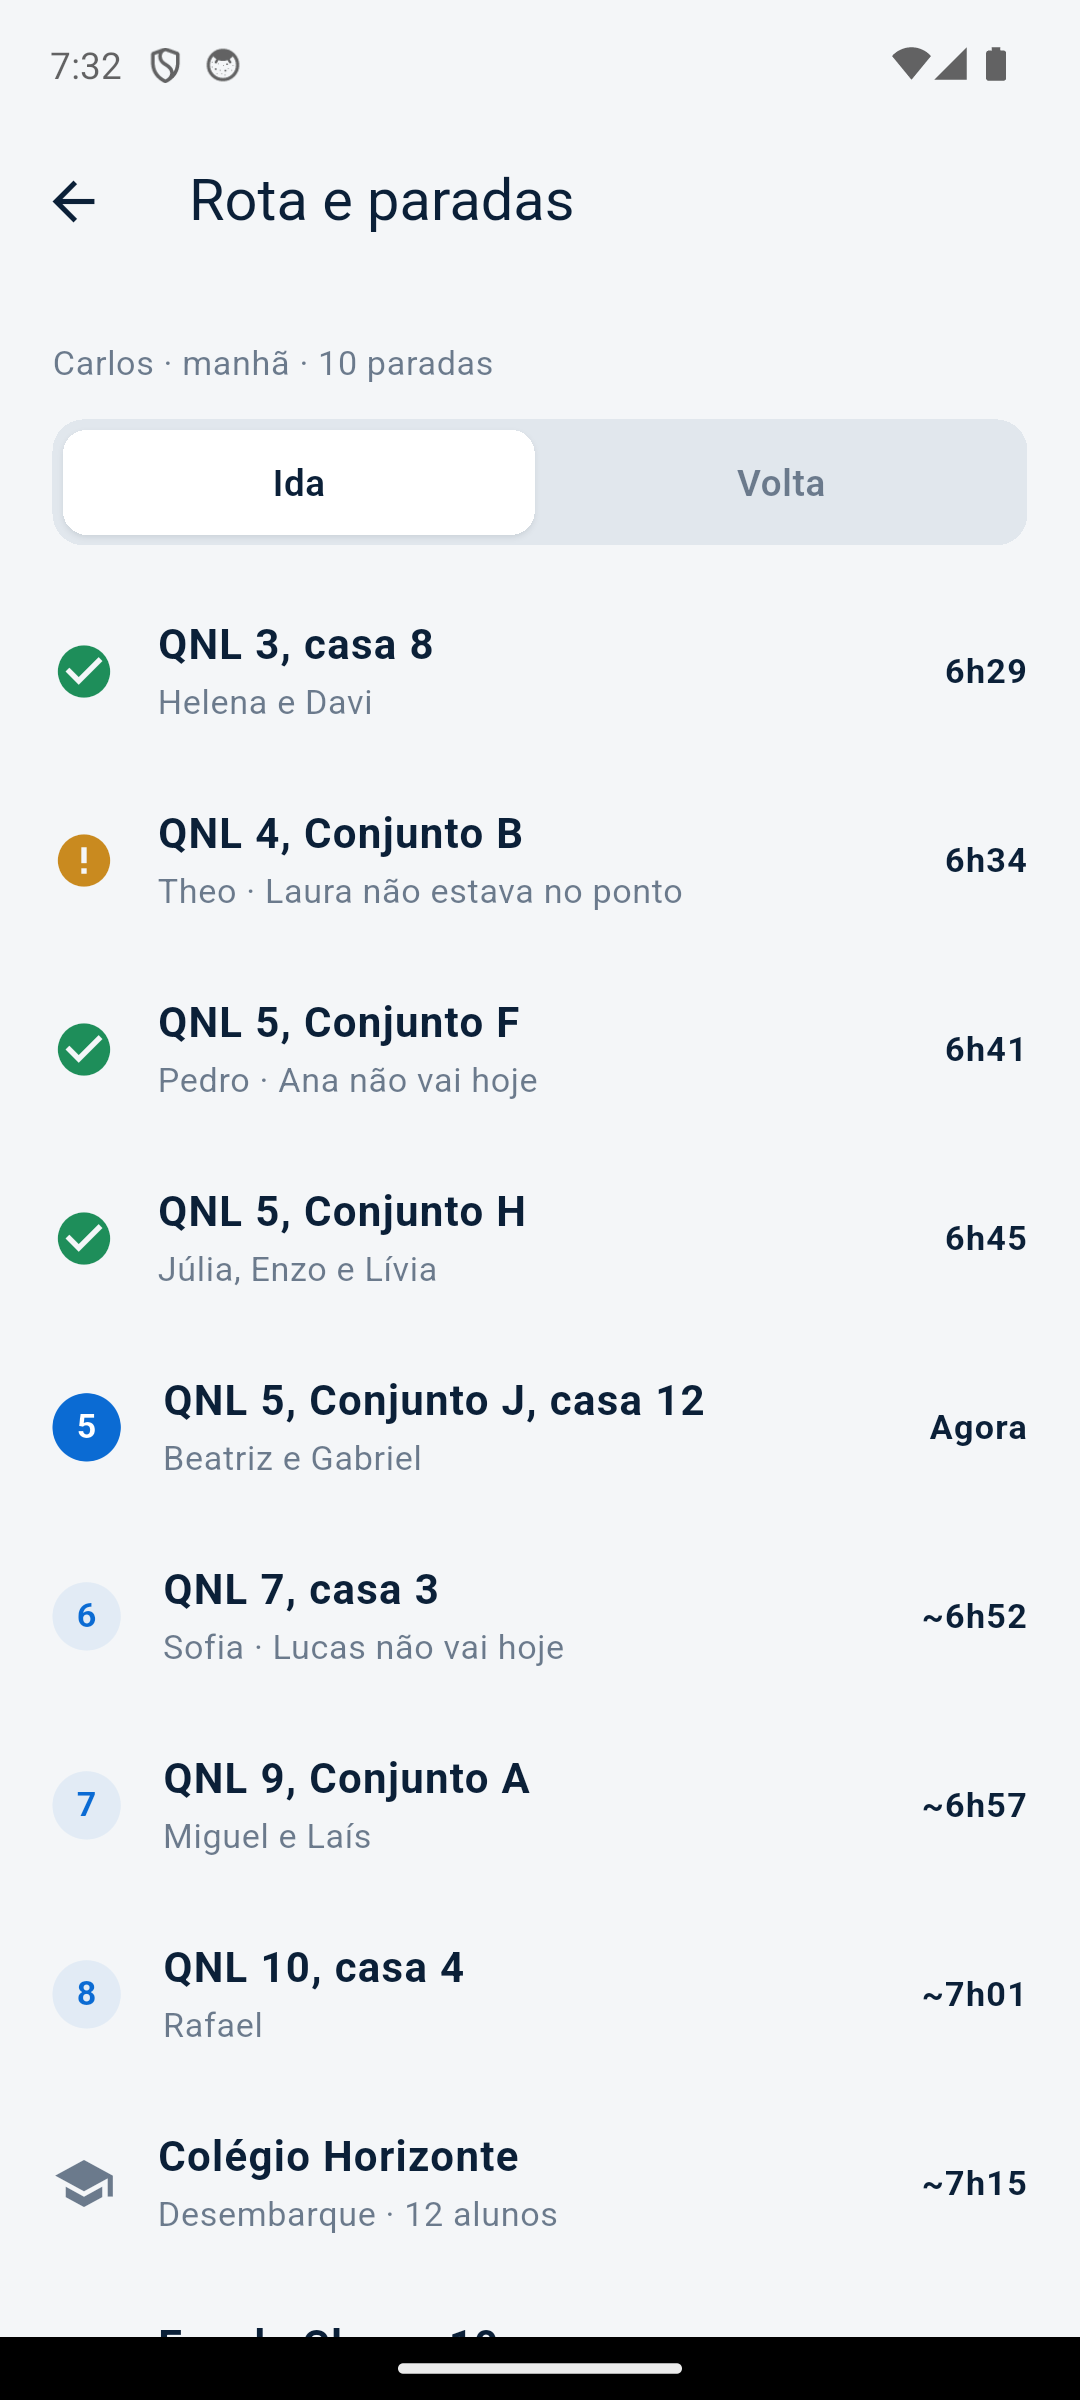 7:32
Rota e paradas
Carlos · manhã · 10 paradas
Ida
Volta
QNL 3, casa 8
Helena e Davi
6h29
QNL 4, Conjunto B
Theo · Laura não estava no ponto
6h34
QNL 5, Conjunto F
Pedro · Ana não vai hoje
6h41
QNL 5, Conjunto H
Júlia, Enzo e Lívia
6h45
5
QNL 5, Conjunto J, casa 12
Beatriz e Gabriel
Agora
6
QNL 7, casa 3
Sofia · Lucas não vai hoje
~6h52
7
QNL 9, Conjunto A
Miguel e Laís
~6h57
8
QNL 10, casa 4
Rafael
~7h01
Colégio Horizonte
Desembarque · 12 alunos
~7h15